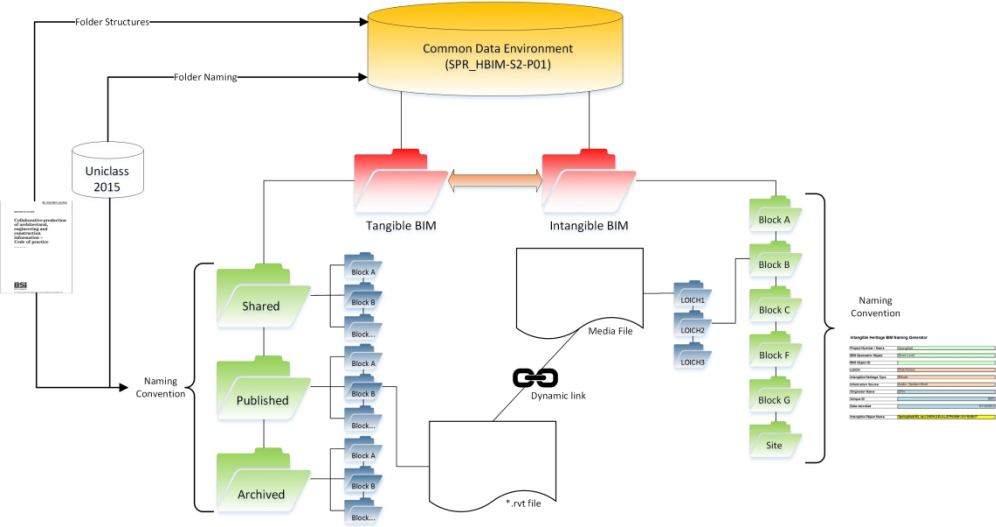 Folder Structures
Common Data Environment
(SPR_HBIM-S2-P01)
Folder Naming
Uniclass
2015
Collaborative production
of architectural,
engineering and
construction
information –
Code of practice
BSI
Tangible BIM
Intangible BIM
Shared
Block A
Block B
Block...
Published
Block A
Block B
Block...
Archived
Block A
Block B
Block...
Naming
Convention
Media File
Dynamic link
*.rvt file
LOICH1
LOICH2
LOICH3
Block A
Block B
Block C
Block F
Block G
Site
Naming
Convention
Intangible Heritage BIM Naming Generator